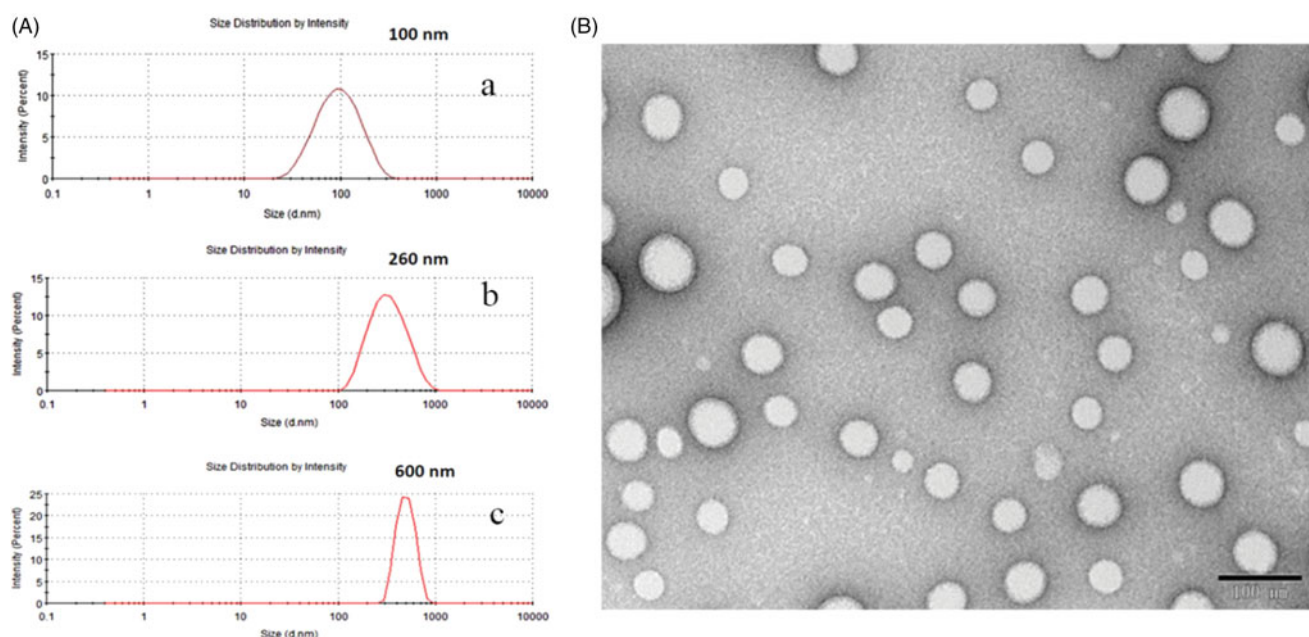 (A)
Size Distribution by Intensity
100 nm
a
Intensity (Percent)
15
10
5
0
0.1 1 10 100 1000 10000
Size (d.nm)
Size Distribution by Intensity
260 nm
b
Intensity (Percent)
15
10
5
0
0.1 1 10 100 1000 10000
Size (d.nm)
Size Distribution by Intensity
600 nm
c
Intensity (Percent)
25
20
15
10
5
0
0.1 1 10 100 1000 10000
Size (d.nm)
(B)
100